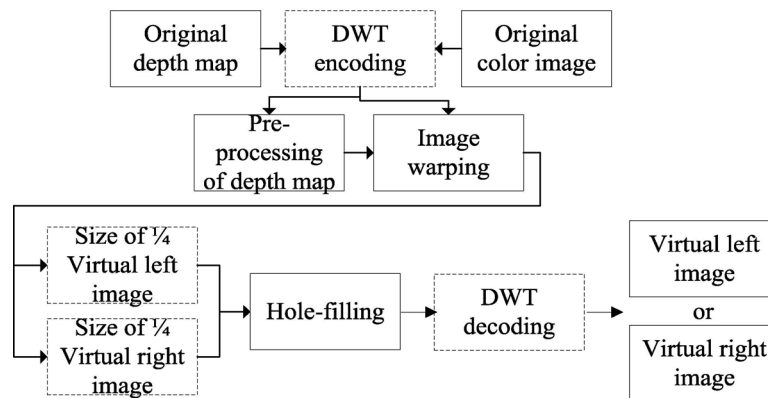 Original
depth map
DWT
encoding
Original
color image
Pre-
processing
of depth map
Image
warping
Size of ¼
Virtual left
image
Size of ¼
Virtual right
image
Hole-filling
DWT
decoding
Virtual left
image
or
Virtual right
image